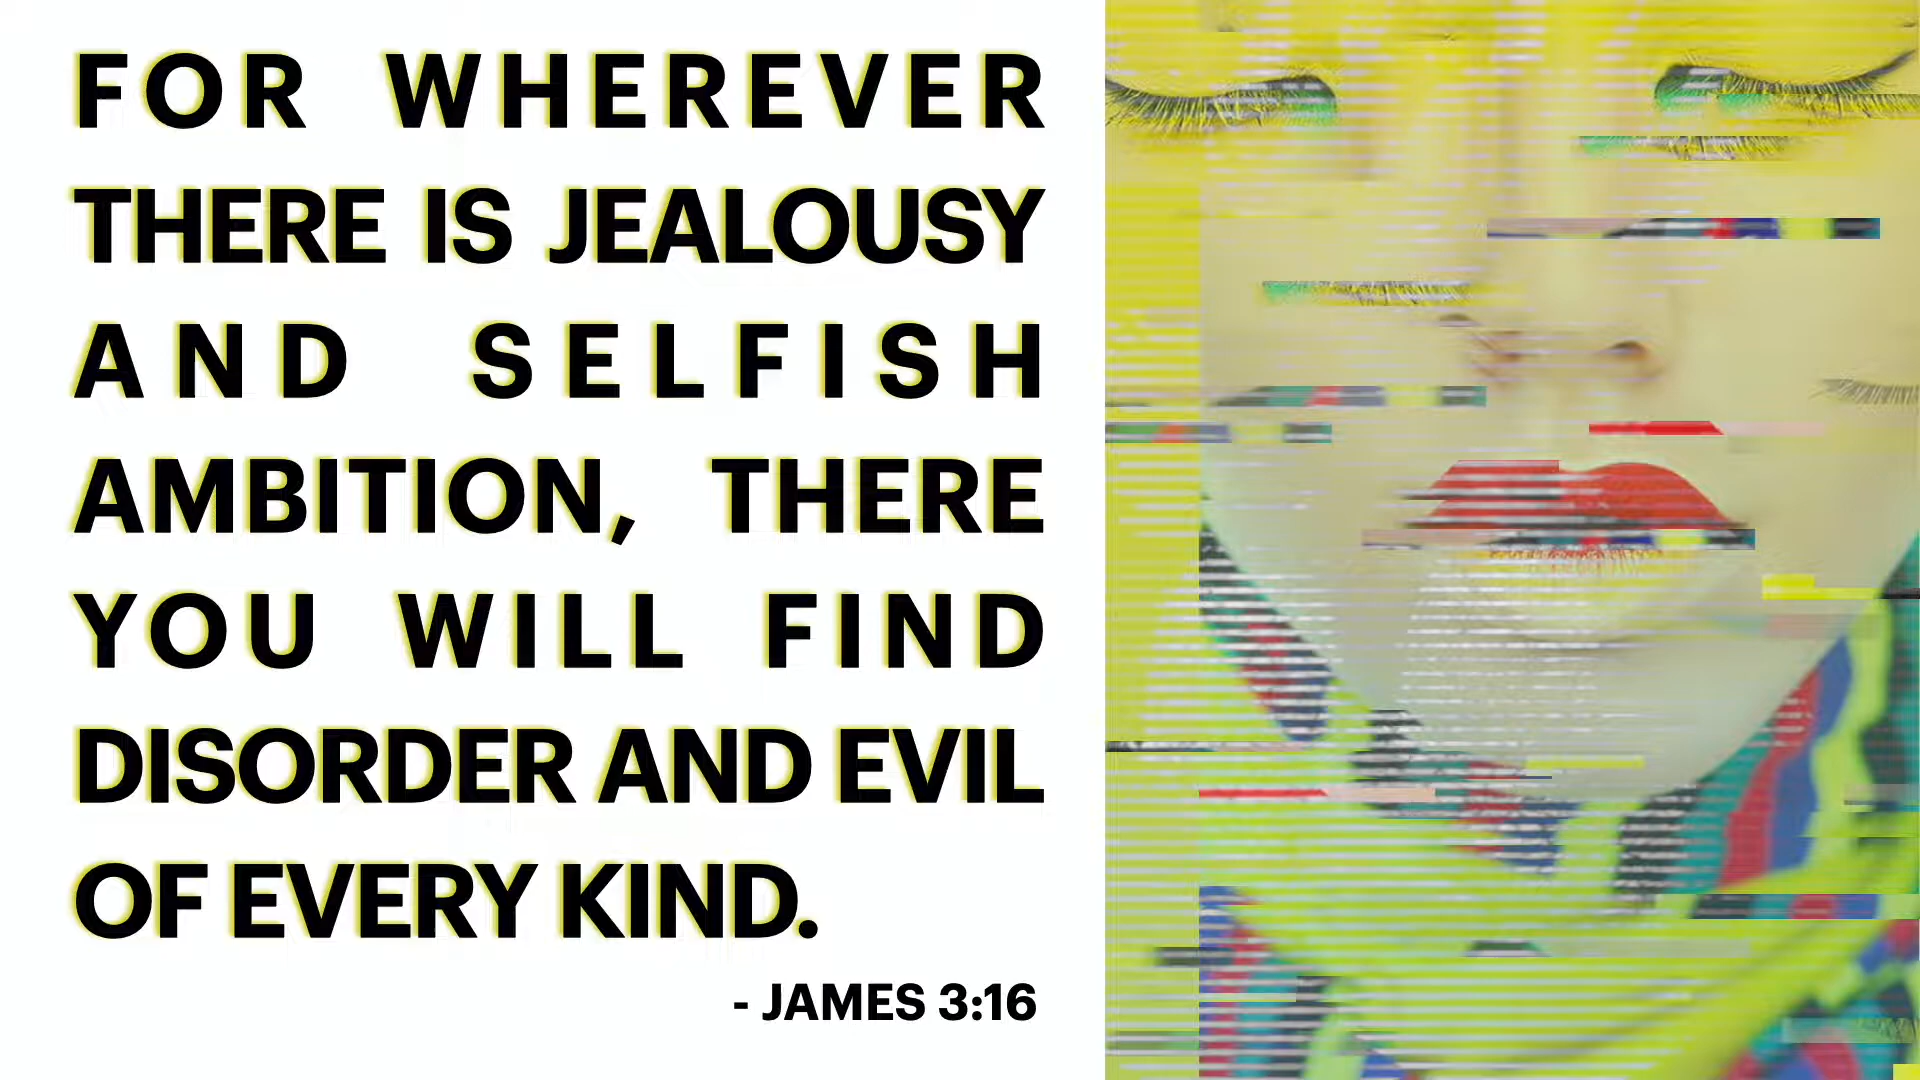 FOR WHEREVER
THERE IS JEALOUSY
AND SELFISH
AMBITION, THERE
YOU WILL FIND
DISORDER AND EVIL
OF EVERY KIND.
- JAMES 3:16